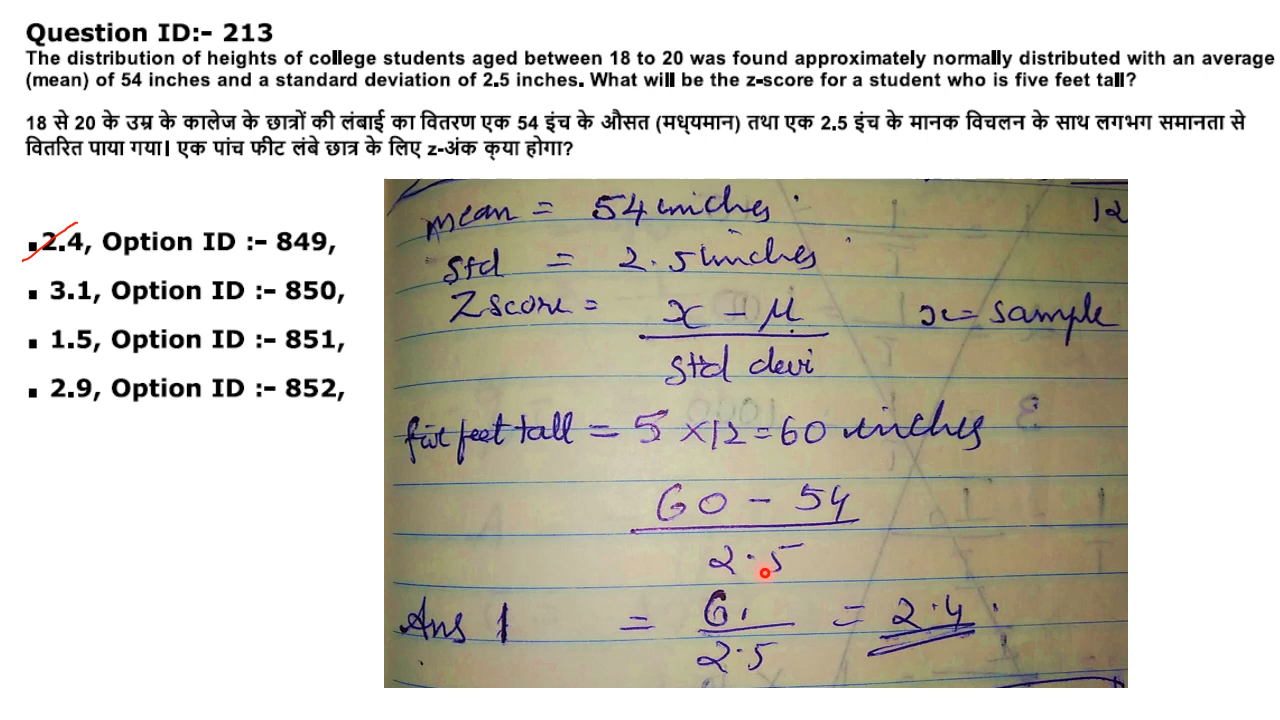 Question ID:- 213
The distribution of heights of college students aged between 18 to 20 was found approximately normally distributed with an average
(mean) of 54 inches and a standard deviation of 2.5 inches. What will be the z-score for a student who is five feet tall?
18 से 20 के उम्र के कालेज के छात्रों की लंबाई का वितरण एक 54 इंच के औसत (मध्यमान) तथा एक 2.5 इंच के मानक विचलन के साथ लगभग समानता से
वितरित पाया गया। एक पांच फीट लंबे छात्र के लिए z-अंक क्या होगा?
2.4, Option ID :- 849,
3.1, Option ID :- 850,
1.5, Option ID :- 851,
2.9, Option ID :- 852,
mean = 54 inches 12
Std = 2.5 inches
Z score = x - μ x = sample
Std devi
five feet tall = 5 × 12 = 60 inches
60 - 54
2.5
Ans 1 = 6 = 2.4
2.5